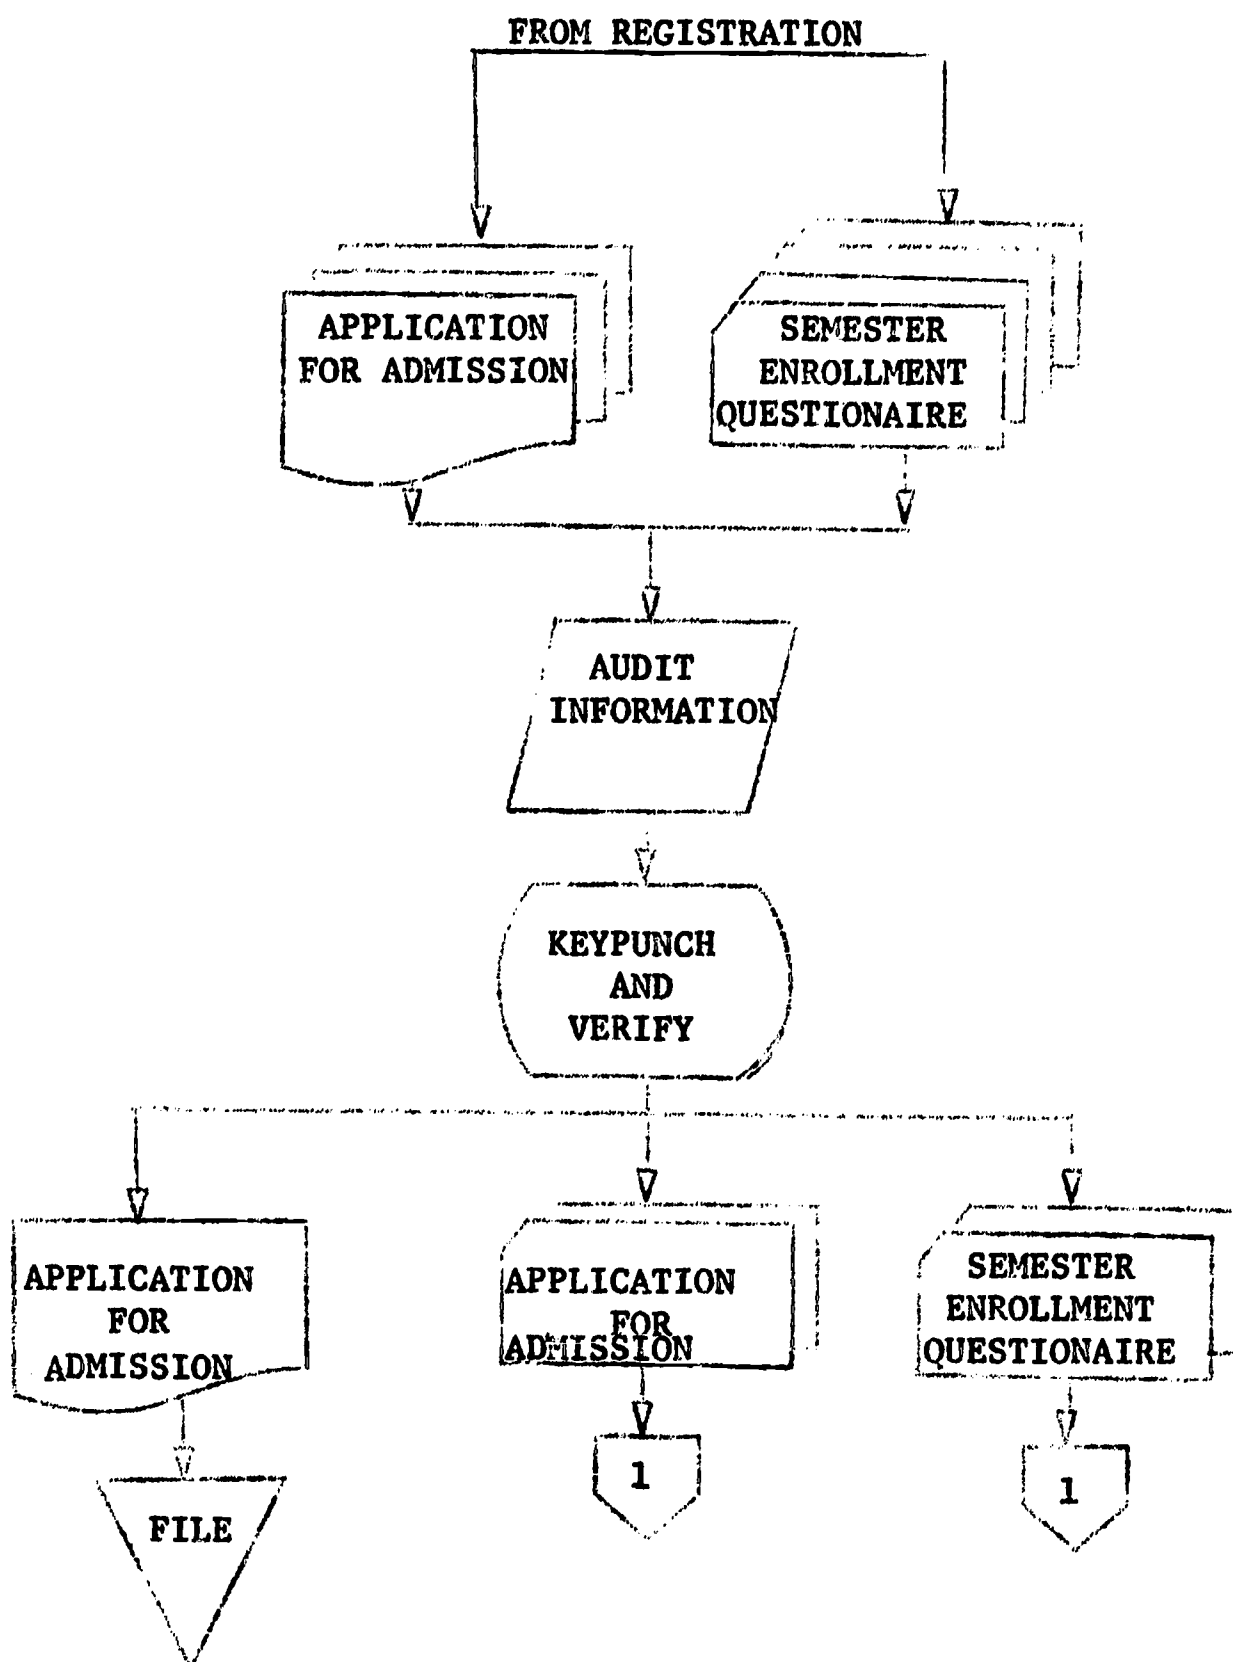 FROM REGISTRATION
APPLICATION
FOR ADMISSION
SEMESTER
ENROLLMENT
QUESTIONAIRE
AUDIT
INFORMATION
KEYPUNCH
AND
VERIFY
APPLICATION
FOR
ADMISSION
APPLICATION
FOR
ADMISSION
SEMESTER
ENROLLMENT
QUESTIONAIRE
FILE
1
1